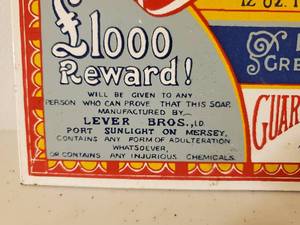 £1000
Reward!
WILL BE GIVEN TO ANY
PERSON WHO CAN PROVE THAT THIS SOAP
MANUFACTURED BY
LEVER BROS., LD.
PORT SUNLIGHT ON MERSEY.
CONTAINS ANY FORM OF ADULTERATION
WHATSOEVER,
OR CONTAINS ANY INJURIOUS CHEMICALS.
12 OZ.
GRE
GUAR